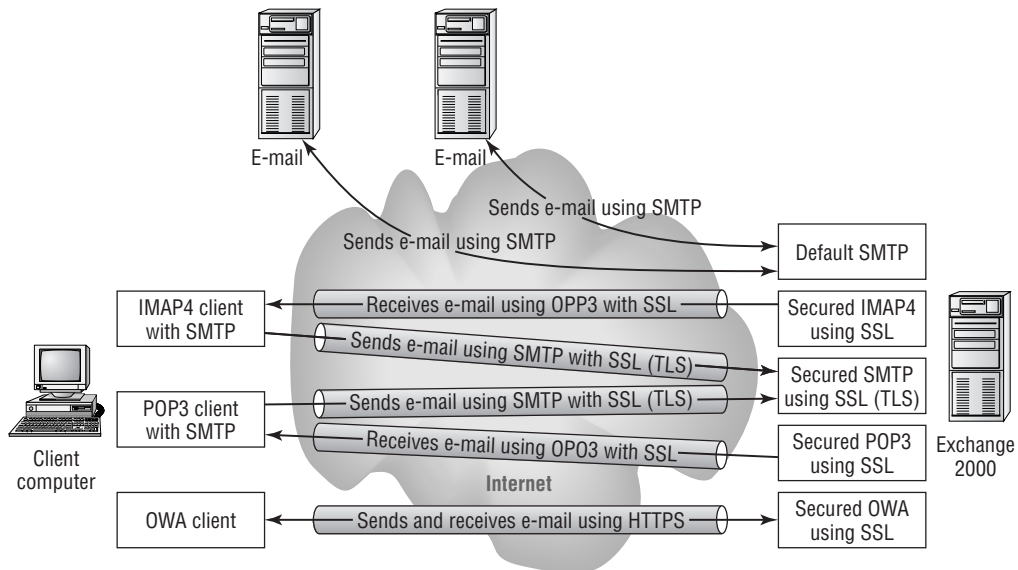 E-mail
E-mail
Sends e-mail using SMTP
Sends e-mail using SMTP
Default SMTP
IMAP4 client
with SMTP
Receives e-mail using OPP3 with SSL
Secured IMAP4
using SSL
Sends e-mail using SMTP with SSL (TLS)
Secured SMTP
using SSL (TLS)
POP3 client
with SMTP
Sends e-mail using SMTP with SSL (TLS)
Receives e-mail using OPO3 with SSL
Secured POP3
using SSL
Client
computer
Exchange
2000
Internet
OWA client
Sends and receives e-mail using HTTPS
Secured OWA
using SSL